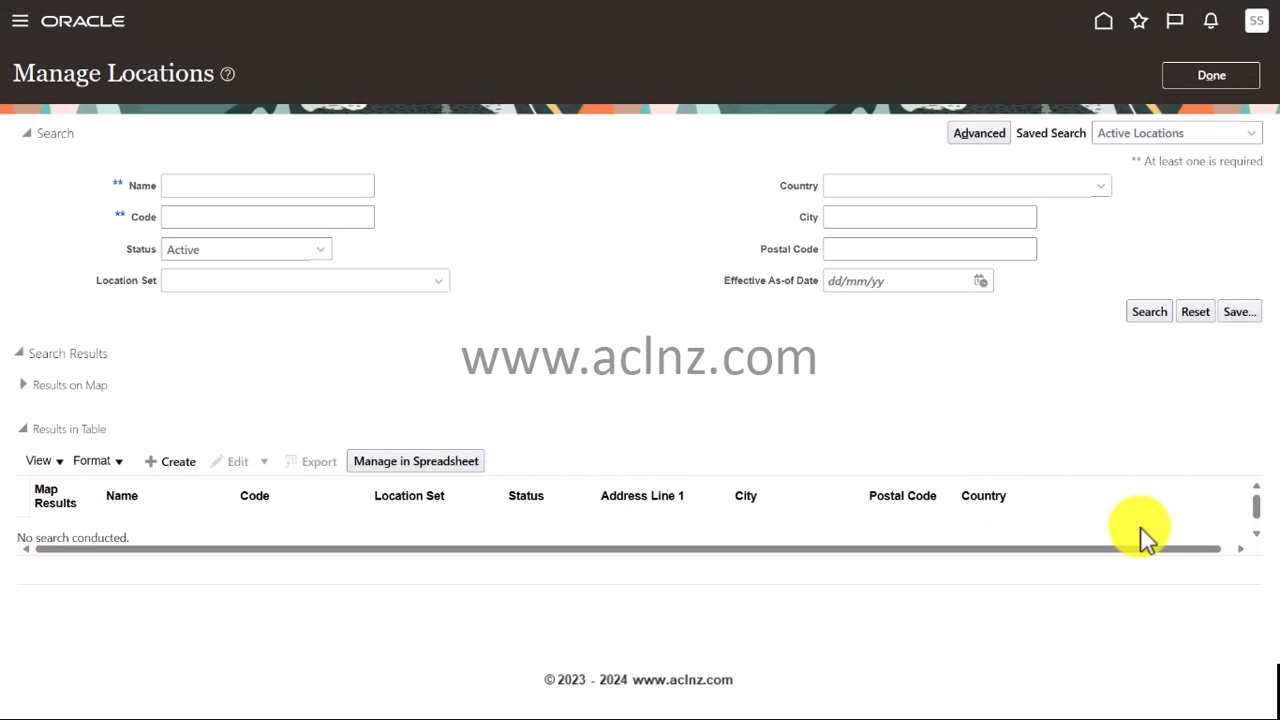 ORACLE
SS
Manage Locations
Done
Search
Advanced Saved Search Active Locations
** At least one is required
** Name
Country
** Code
City
Status Active
Postal Code
Location Set
Effective As-of Date dd/mm/yy
Search Reset Save...
Search Results
www.aclnz.com
Results on Map
Results in Table
View Format Create Edit Export Manage in Spreadsheet
Map Results Name Code Location Set Status Address Line 1 City Postal Code Country
No search conducted.
© 2023 - 2024 www.aclnz.com